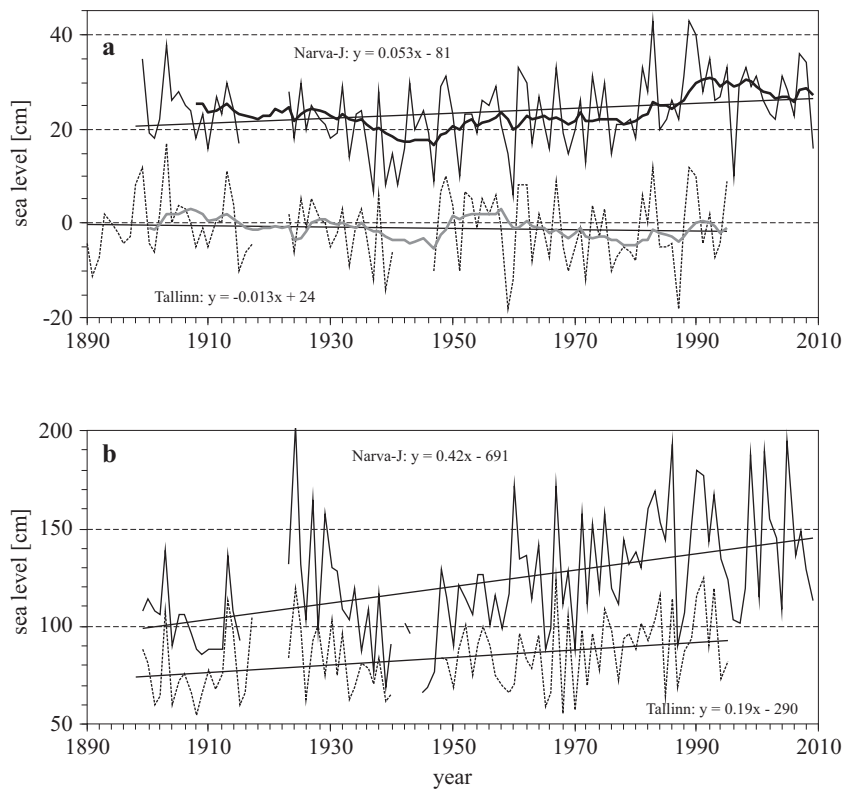 a
Narva-J: y = 0.053x - 81
40
20
0
-20
sea level [cm]
Tallinn: y = -0.013x + 24
1890 1910 1930 1950 1970 1990 2010
b
Narva-J: y = 0.42x - 691
200
150
100
50
sea level [cm]
Tallinn: y = 0.19x - 290
1890 1910 1930 1950 1970 1990 2010
year